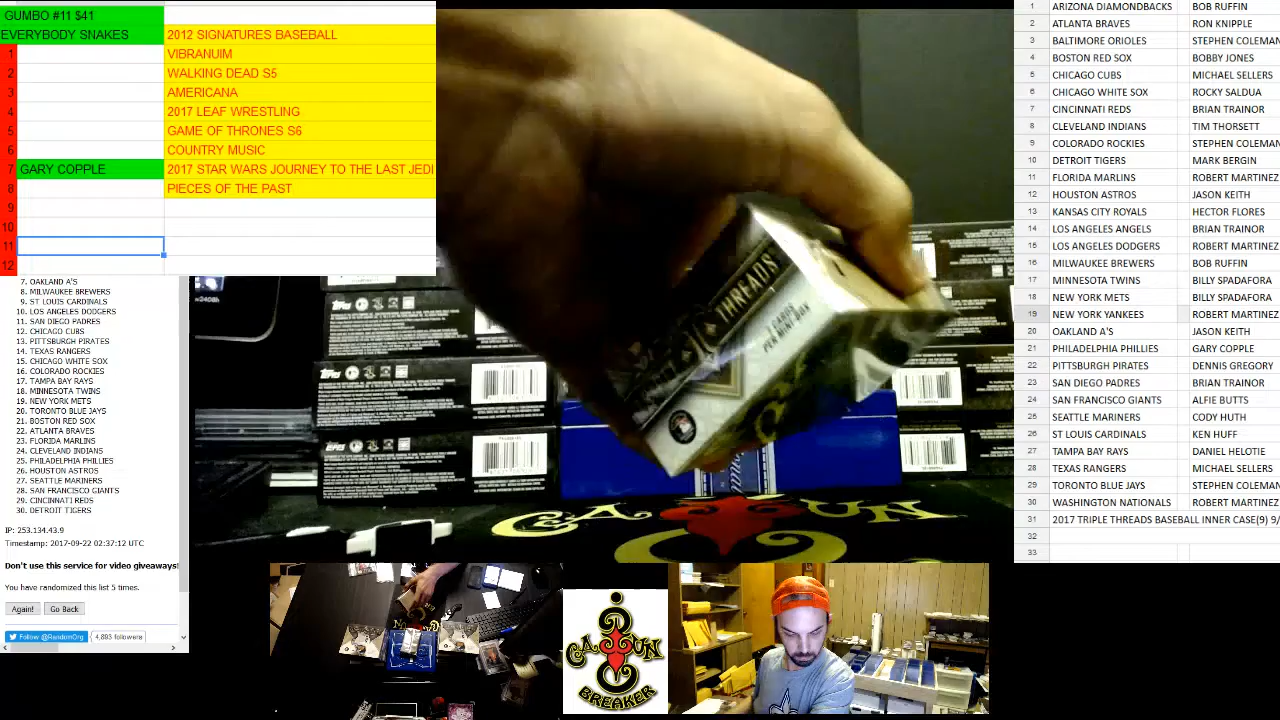 GUMBO #11 $41
EVERYBODY SNAKES
2012 SIGNATURES BASEBALL
1 VIBRANUIM
2 WALKING DEAD S5
3 AMERICANA
4 2017 LEAF WRESTLING
5 GAME OF THRONES S6
6 COUNTRY MUSIC
7 GARY COPPLE 2017 STAR WARS JOURNEY TO THE LAST JEDI
8 PIECES OF THE PAST
9
10
11
12
7. OAKLAND A'S
8. MILWAUKEE BREWERS
9. ST LOUIS CARDINALS
10. LOS ANGELES DODGERS
11. SAN DIEGO PADRES
12. CHICAGO CUBS
13. PITTSBURGH PIRATES
14. TEXAS RANGERS
15. CHICAGO WHITE SOX
16. COLORADO ROCKIES
17. TAMPA BAY RAYS
18. MINNESOTA TWINS
19. NEW YORK METS
20. TORONTO BLUE JAYS
21. BOSTON RED SOX
22. ATLANTA BRAVES
23. FLORIDA MARLINS
24. CLEVELAND INDIANS
25. PHILADELPHIA PHILLIES
26. HOUSTON ASTROS
27. SEATTLE MARINERS
28. SAN FRANCISCO GIANTS
29. CINCINNATI REDS
30. DETROIT TIGERS
IP: 253.134.43.9
Timestamp: 2017-09-22 02:37:12 UTC
Don't use this service for video giveaways!
You have randomized this list 5 times.
Again! Go Back
Follow @RandomOrg 4,893 followers
THREADS
Topps
Topps
Topps
Topps
CAJUN
CAJUN
BREAKER
1 ARIZONA DIAMONDBACKS BOB RUFFIN
2 ATLANTA BRAVES RON KNIPPLE
3 BALTIMORE ORIOLES STEPHEN COLEMAN
4 BOSTON RED SOX BOBBY JONES
5 CHICAGO CUBS MICHAEL SELLERS
6 CHICAGO WHITE SOX ROCKY SALDUA
7 CINCINNATI REDS BRIAN TRAINOR
8 CLEVELAND INDIANS TIM THORSETT
9 COLORADO ROCKIES STEPHEN COLEMAN
10 DETROIT TIGERS MARK BERGIN
11 FLORIDA MARLINS ROBERT MARTINEZ
12 HOUSTON ASTROS JASON KEITH
13 KANSAS CITY ROYALS HECTOR FLORES
14 LOS ANGELES ANGELS BRIAN TRAINOR
15 LOS ANGELES DODGERS ROBERT MARTINEZ
16 MILWAUKEE BREWERS BOB RUFFIN
17 MINNESOTA TWINS BILLY SPADAFORA
18 NEW YORK METS BILLY SPADAFORA
19 NEW YORK YANKEES ROBERT MARTINEZ
20 OAKLAND A'S JASON KEITH
21 PHILADELPHIA PHILLIES GARY COPPLE
22 PITTSBURGH PIRATES DENNIS GREGORY
23 SAN DIEGO PADRES BRIAN TRAINOR
24 SAN FRANCISCO GIANTS ALFIE BUTTS
25 SEATTLE MARINERS CODY HUTH
26 ST LOUIS CARDINALS KEN HUFF
27 TAMPA BAY RAYS DANIEL HELOTIE
28 TEXAS RANGERS MICHAEL SELLERS
29 TORONTO BLUE JAYS STEPHEN COLEMAN
30 WASHINGTON NATIONALS ROBERT MARTINEZ
31 2017 TRIPLE THREADS BASEBALL INNER CASE(9) 9/
32
33